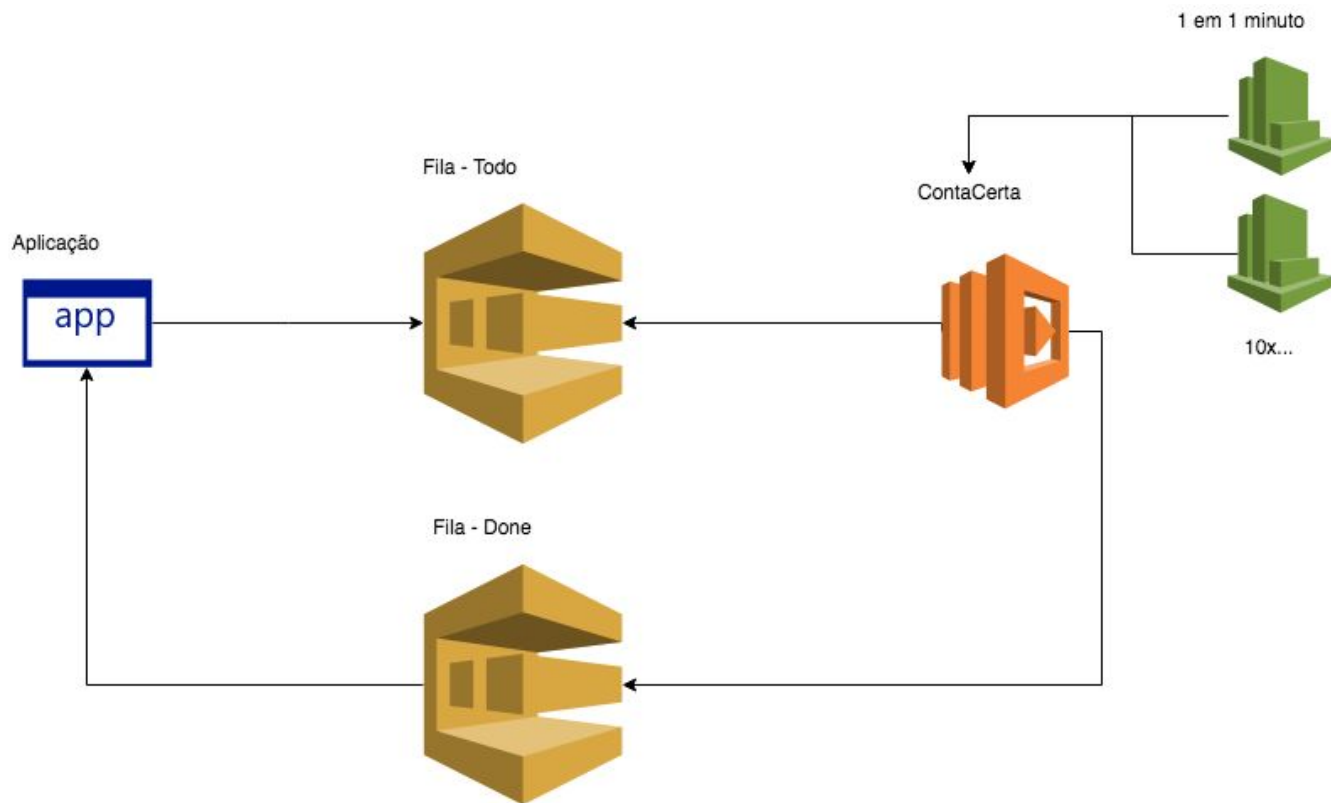 1 em 1 minuto
Fila - Todo
ContaCerta
Aplicação
app
10x...
Fila - Done